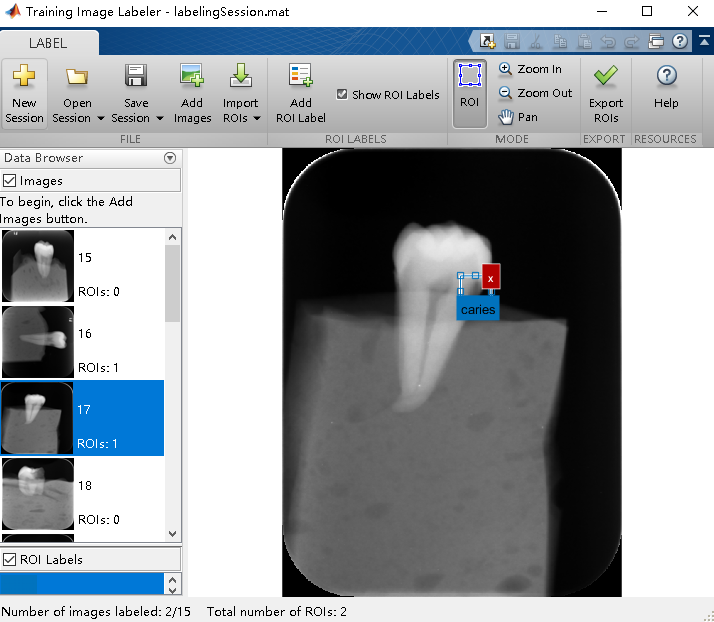 Training Image Labeler - labelingSession.mat
LABEL
New Session
Open Session
Save Session
Add Images
Import ROIs
Add ROI Label
Show ROI Labels
ROI
Zoom In
Zoom Out
Pan
Export ROIs
Help
FILE
ROI LABELS
MODE
EXPORT
RESOURCES
Data Browser
Images
To begin, click the Add
Images button.
15
ROIs: 0
16
ROIs: 1
17
ROIs: 1
18
ROIs: 0
x
caries
ROI Labels
Number of images labeled: 2/15 Total number of ROIs: 2